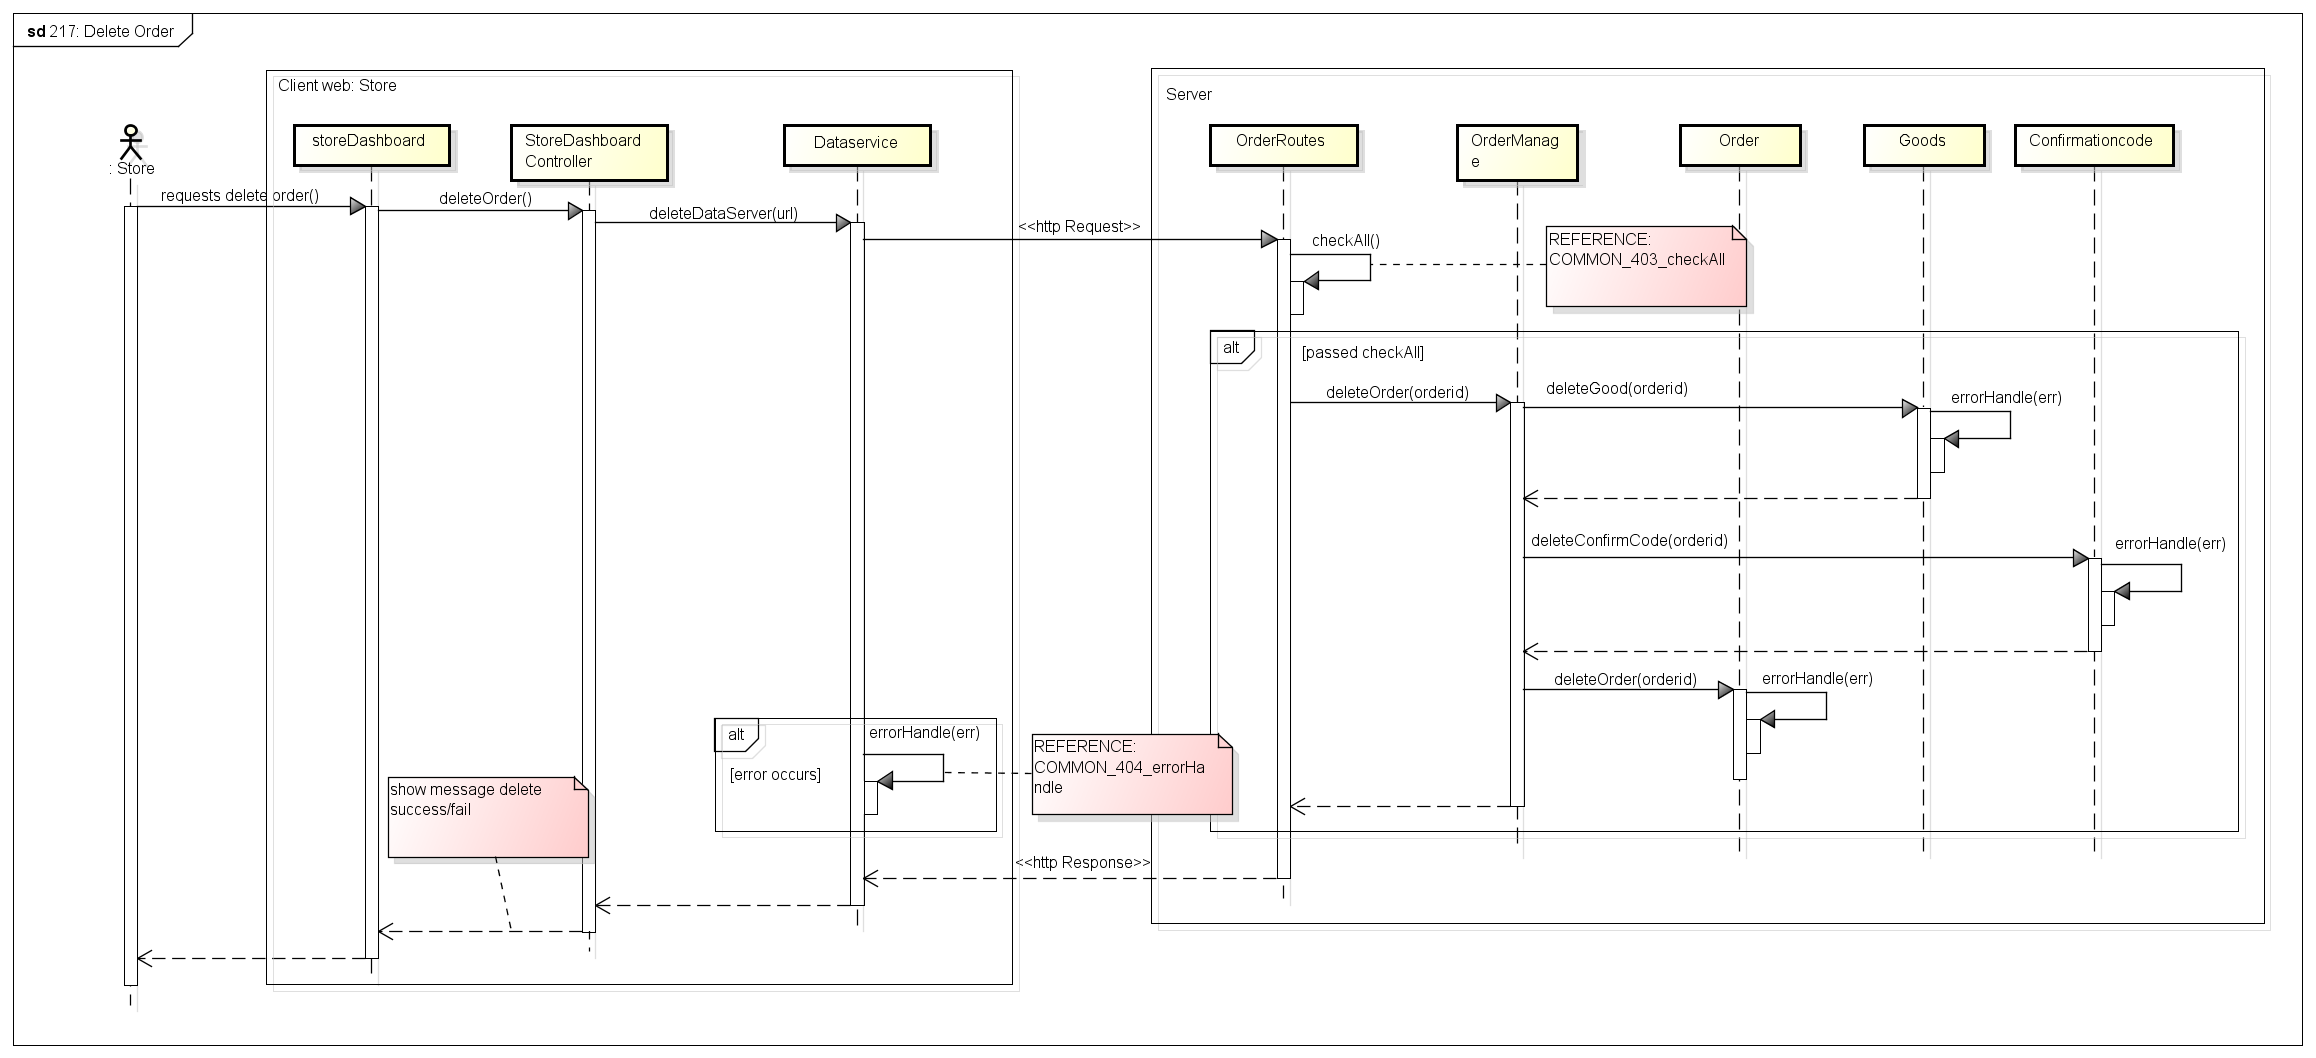 sd 217: Delete Order
Client web: Store
Server
: Store
storeDashboard
StoreDashboard
Controller
Dataservice
OrderRoutes
OrderManag
e
Order
Goods
Confirmationcode
requests delete order()
deleteOrder()
deleteDataServer(url)
<<http Request>>
checkAll()
REFERENCE:
COMMON_403_checkAll
alt
[passed checkAll]
deleteOrder(orderid)
deleteGood(orderid)
errorHandle(err)
deleteConfirmCode(orderid)
errorHandle(err)
deleteOrder(orderid)
errorHandle(err)
alt
[error occurs]
errorHandle(err)
REFERENCE:
COMMON_404_errorHa
ndle
show message delete
success/fail
<<http Response>>